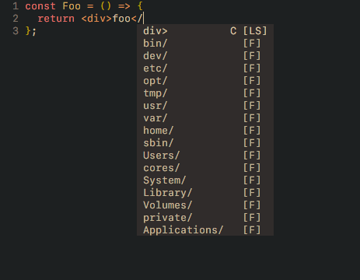 1 const Foo = () => {
2   return <div>foo</
3 };
div> C [LS]
bin/ [F]
dev/ [F]
etc/ [F]
opt/ [F]
tmp/ [F]
usr/ [F]
var/ [F]
home/ [F]
sbin/ [F]
Users/ [F]
cores/ [F]
System/ [F]
Library/ [F]
Volumes/ [F]
private/ [F]
Applications/ [F]